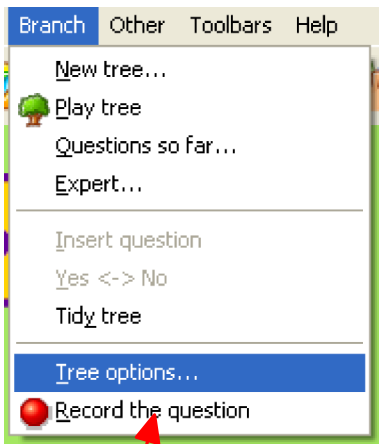 Branch Other Toolbars Help
New tree...
Play tree
Questions so far...
Expert...
Insert question
Yes <-> No
Tidy tree
Tree options...
Record the question